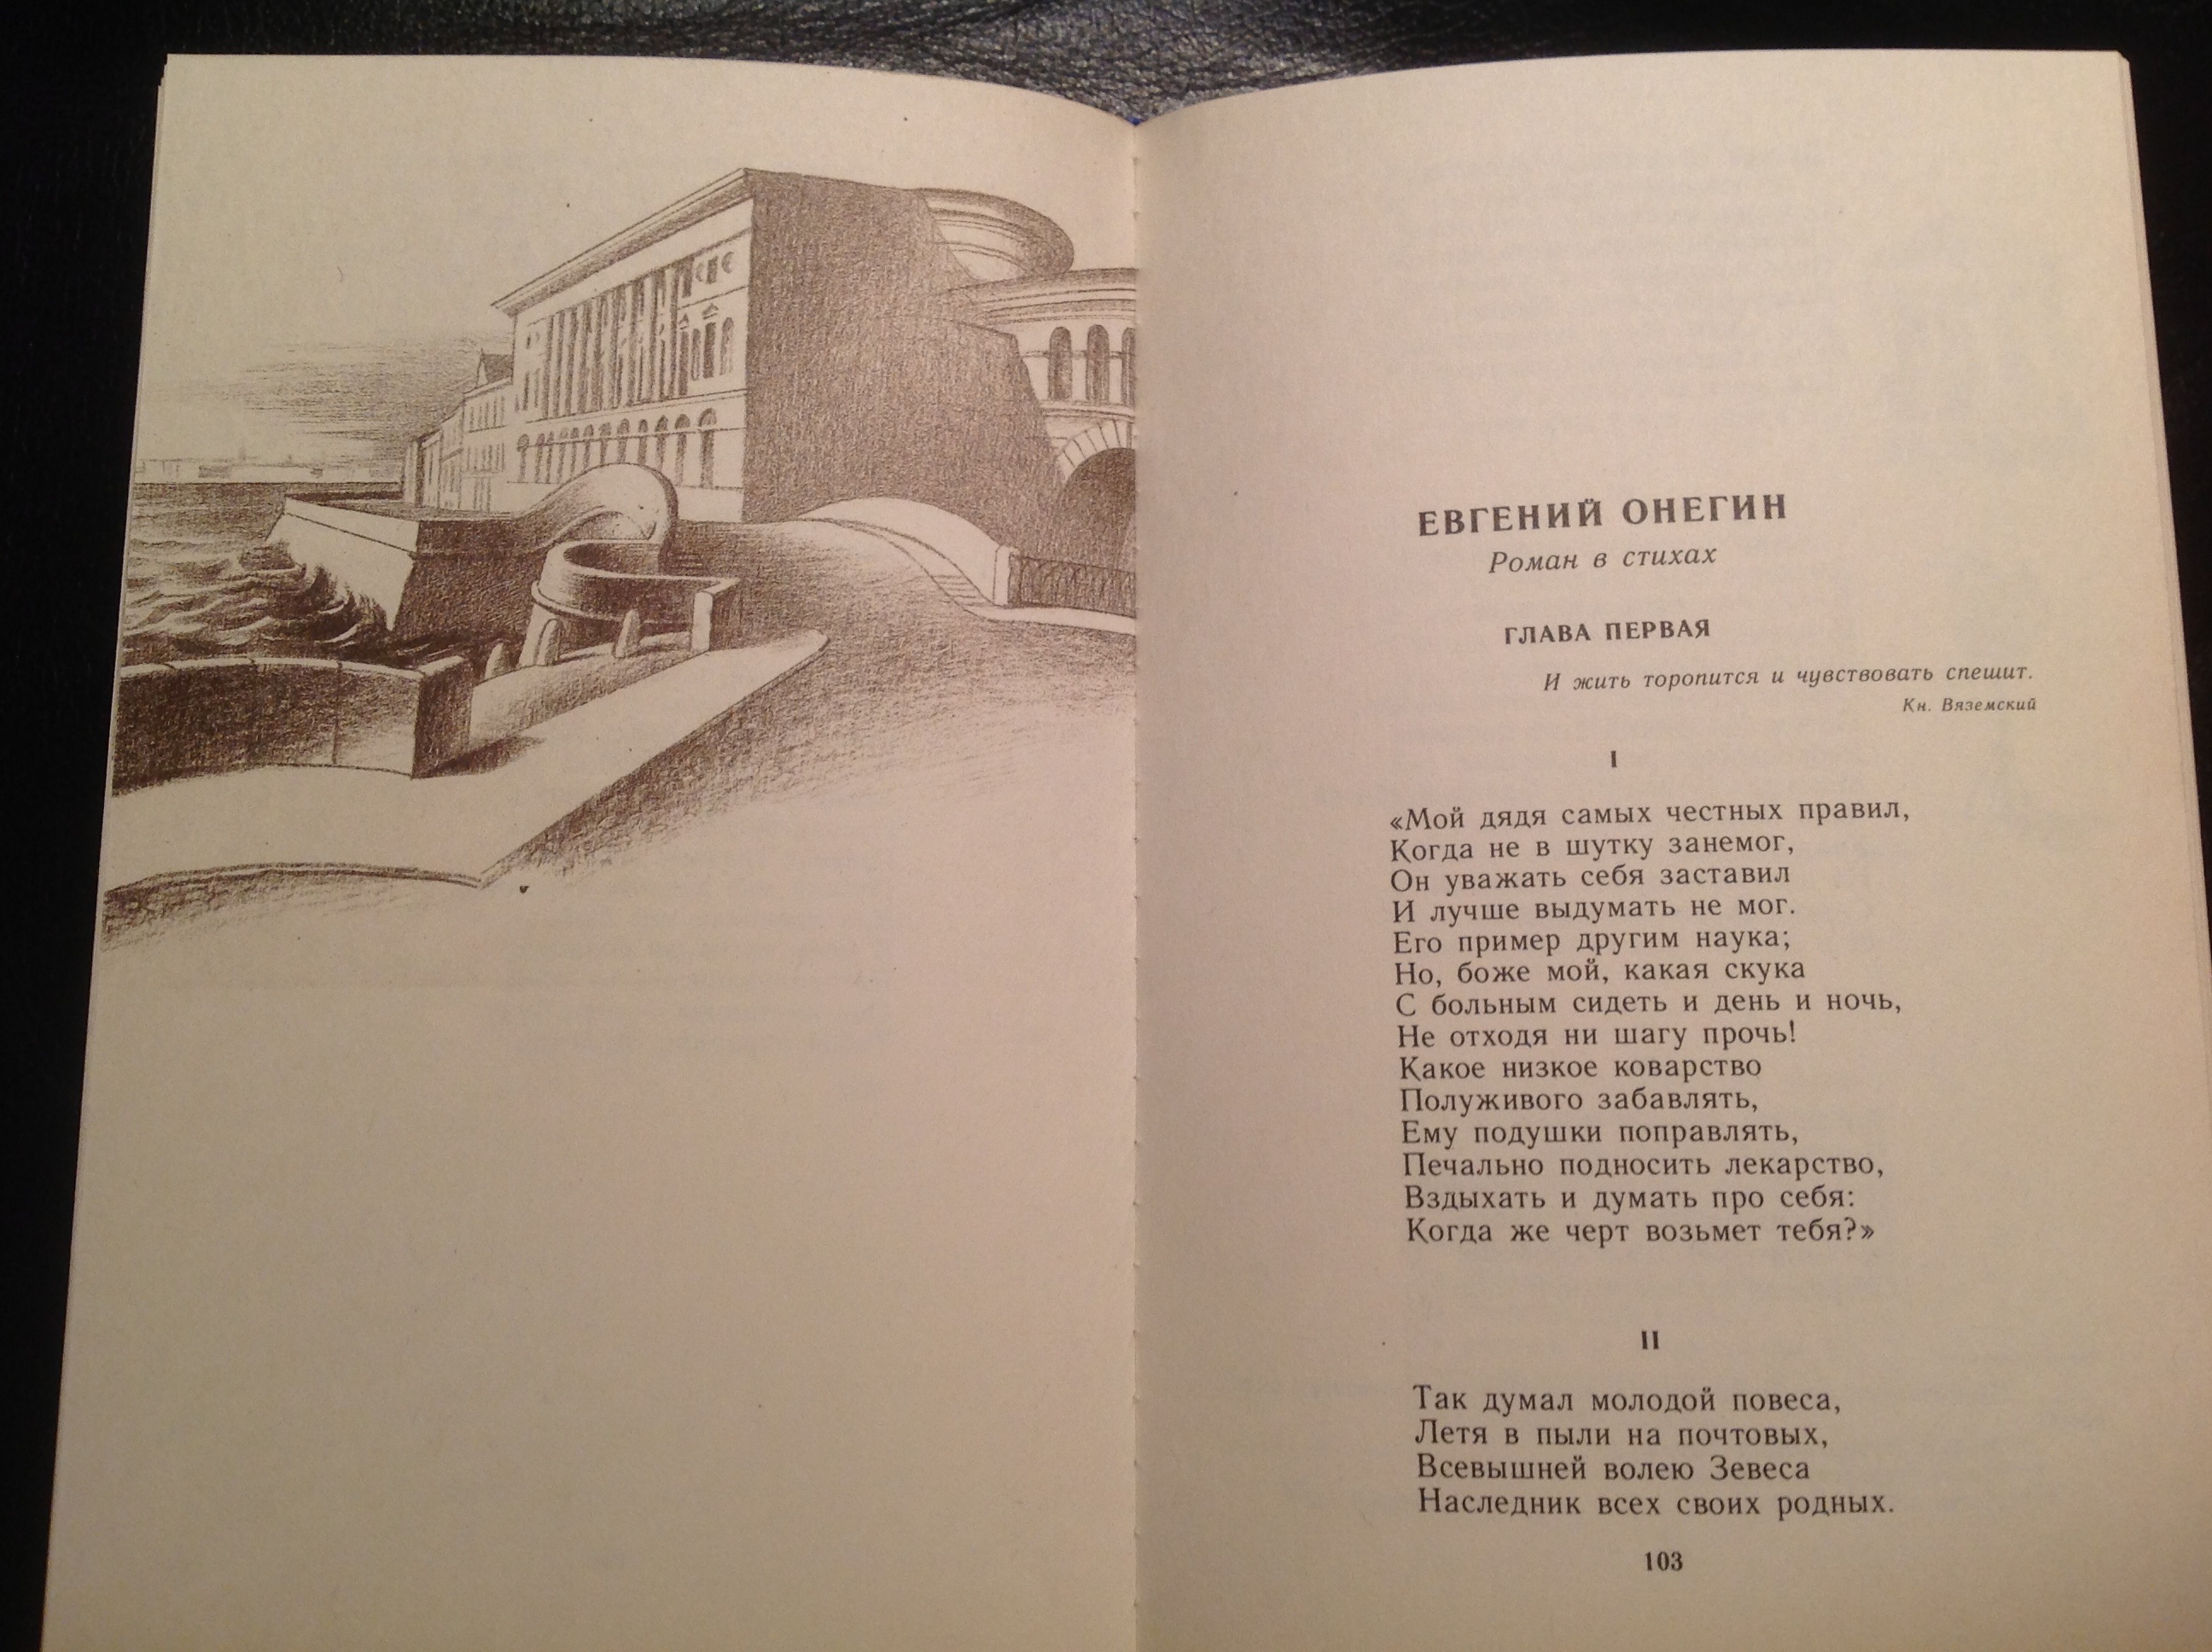 ЕВГЕНИЙ ОНЕГИН
Роман в стихах
ГЛАВА ПЕРВАЯ
И жить торопится и чувствовать спешит.
Кн. Вяземский
I
«Мой дядя самых честных правил,
Когда не в шутку занемог,
Он уважать себя заставил
И лучше выдумать не мог.
Его пример другим наука;
Но, боже мой, какая скука
С больным сидеть и день и ночь,
Не отходя ни шагу прочь!
Какое низкое коварство
Полуживого забавлять,
Ему подушки поправлять,
Печально подносить лекарство,
Вздыхать и думать про себя:
Когда же черт возьмет тебя?»
II
Так думал молодой повеса,
Летя в пыли на почтовых,
Всевышней волею Зевеса
Наследник всех своих родных.
103